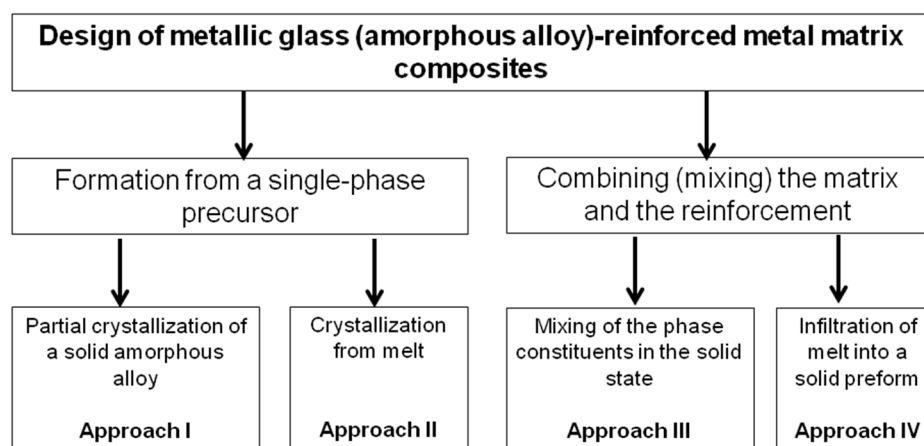 Design of metallic glass (amorphous alloy)-reinforced metal matrix
composites
Formation from a single-phase
precursor
Combining (mixing) the matrix
and the reinforcement
Partial crystallization of
a solid amorphous
alloy
Approach I
Crystallization
from melt
Approach II
Mixing of the phase
constituents in the solid
state
Approach III
Infiltration of
melt into a
solid preform
Approach IV